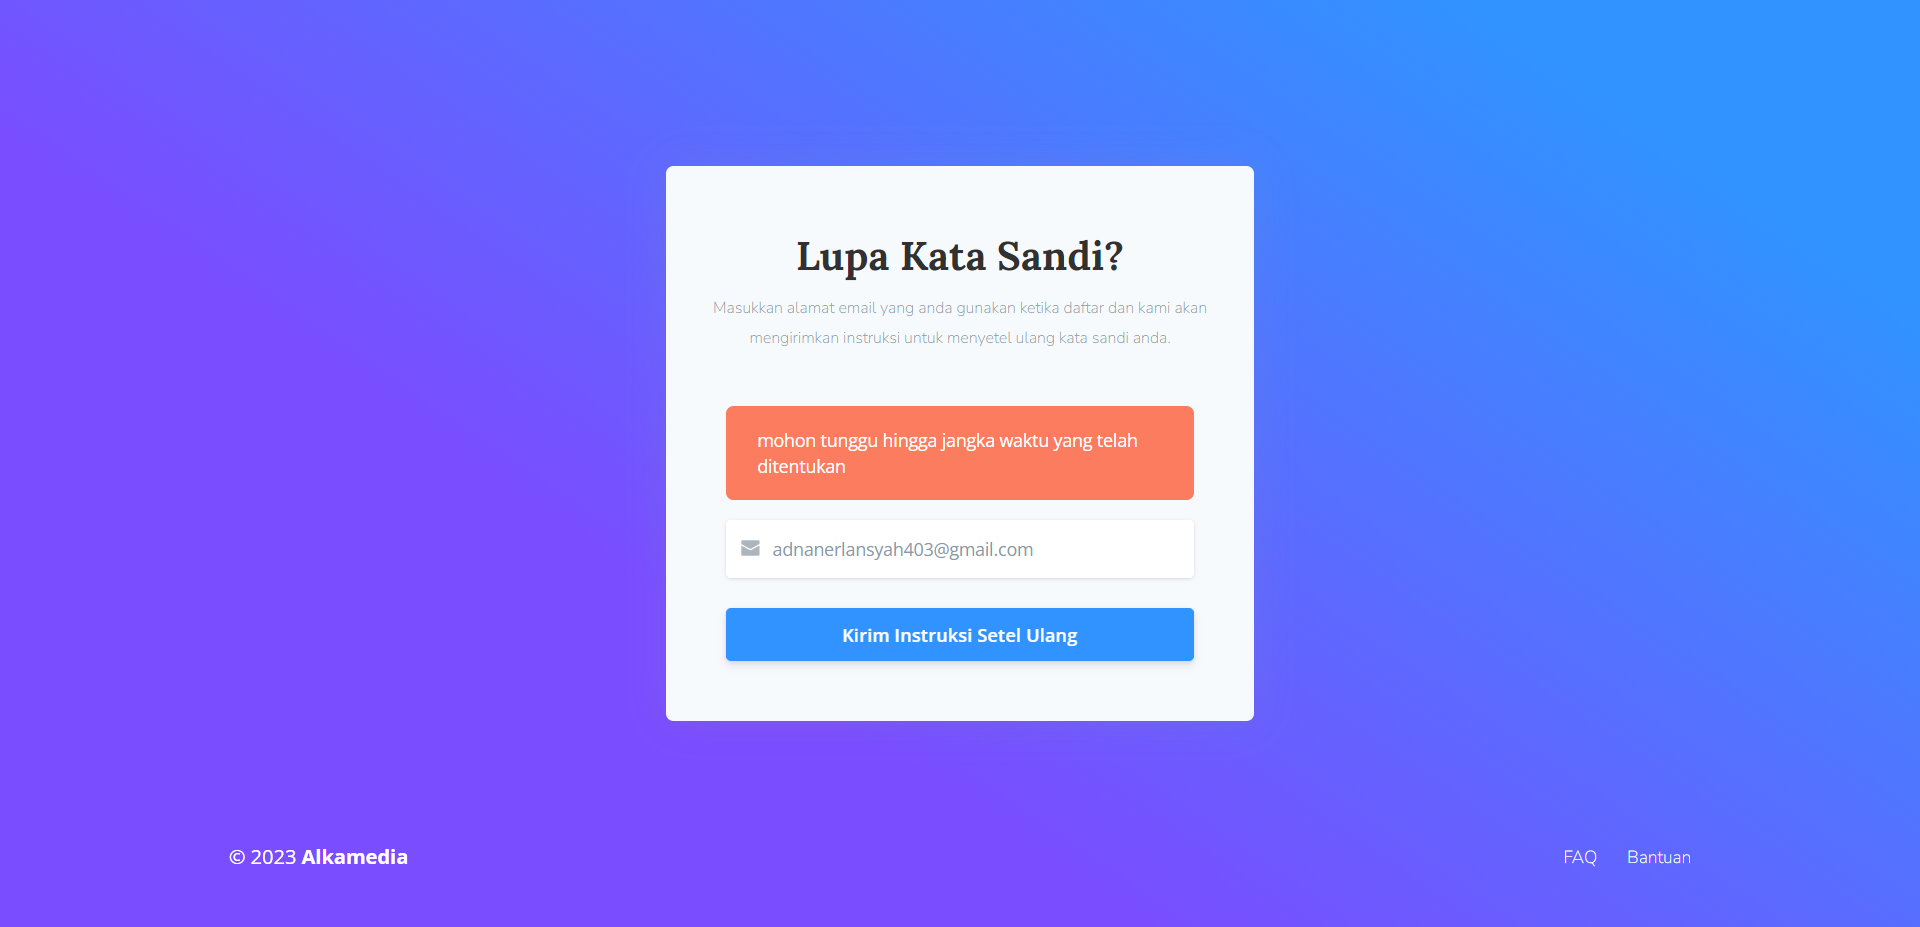 Lupa Kata Sandi?
Masukkan alamat email yang anda gunakan ketika daftar dan kami akan
mengirimkan instruksi untuk menyetel ulang kata sandi anda.
mohon tunggu hingga jangka waktu yang telah
ditentukan
adnanerlansyah403@gmail.com
Kirim Instruksi Setel Ulang
© 2023 Alkamedia
FAQ Bantuan